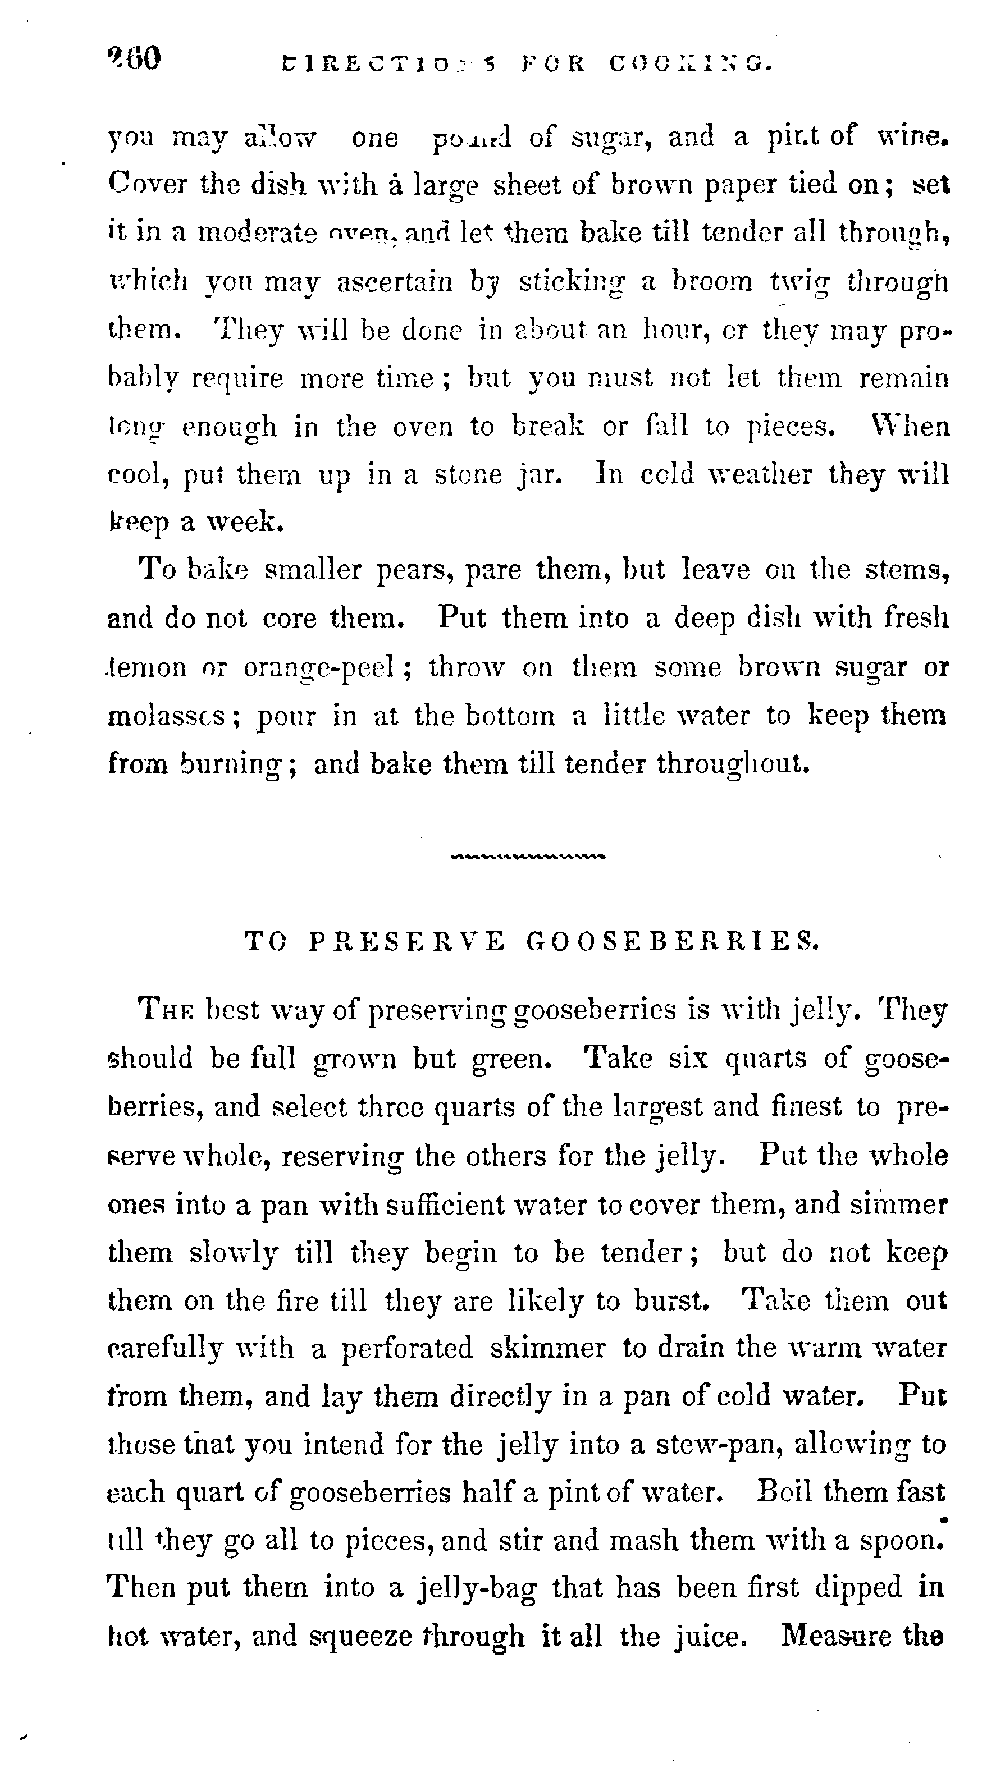 260 DIRECTIONS FOR COOKING.
you may allow one pound of sugar, and a pint of wine.
Cover the dish with a large sheet of brown paper tied on; set
it in a moderate oven, and let them bake till tender all through,
which you may ascertain by sticking a broom twig through
them. They will be done in about an hour, or they may pro-
bably require more time; but you must not let them remain
long enough in the oven to break or fall to pieces. When
cool, put them up in a stone jar. In cold weather they will
keep a week.
To bake smaller pears, pare them, but leave on the stems,
and do not core them. Put them into a deep dish with fresh
lemon or orange-peel; throw on them some brown sugar or
molasses; pour in at the bottom a little water to keep them
from burning; and bake them till tender throughout.
TO PRESERVE GOOSEBERRIES.
THE best way of preserving gooseberries is with jelly. They
should be full grown but green. Take six quarts of goose-
berries, and select three quarts of the largest and finest to pre-
serve whole, reserving the others for the jelly. Put the whole
ones into a pan with sufficient water to cover them, and simmer
them slowly till they begin to be tender; but do not keep
them on the fire till they are likely to burst. Take them out
carefully with a perforated skimmer to drain the warm water
from them, and lay them directly in a pan of cold water. Put
those that you intend for the jelly into a stew-pan, allowing to
each quart of gooseberries half a pint of water. Boil them fast
till they go all to pieces, and stir and mash them with a spoon.
Then put them into a jelly-bag that has been first dipped in
hot water, and squeeze through it all the juice. Measure the